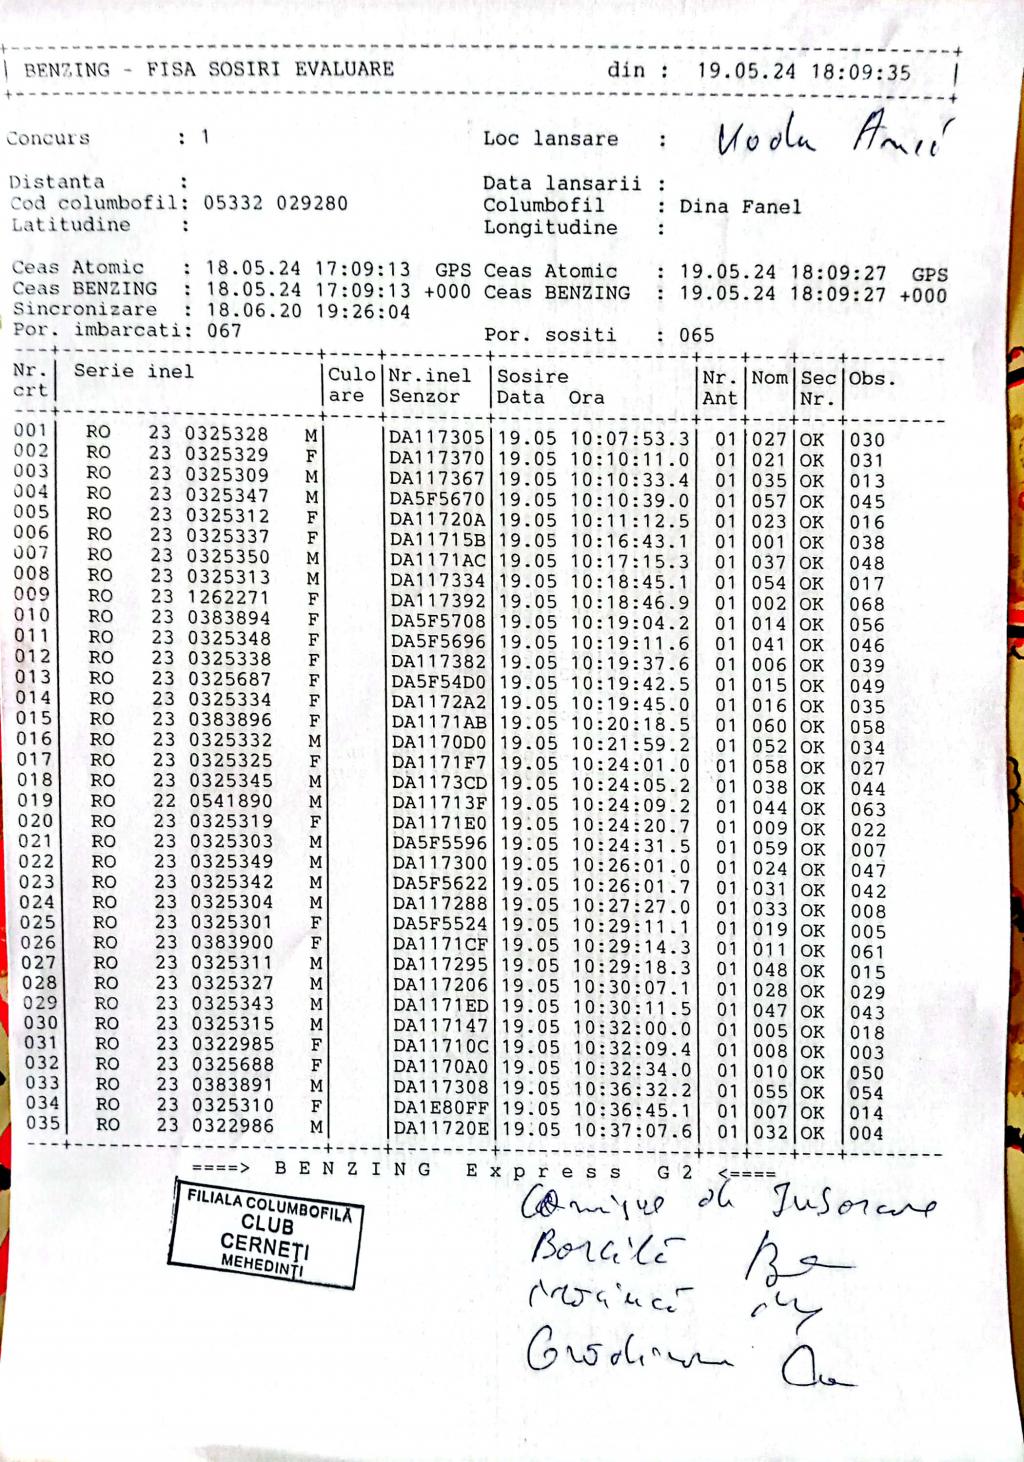 BENZING - FISA SOSIRI EVALUARE din : 19.05.24 18:09:35
Concurs : 1 Loc lansare :
Distanta : Data lansarii :
Cod columbofil: 05332 029280 Columbofil : Dina Fanel
Latitudine : Longitudine :
Ceas Atomic : 18.05.24 17:09:13 GPS Ceas Atomic : 19.05.24 18:09:27 GPS
Ceas BENZING : 18.05.24 17:09:13 +000 Ceas BENZING : 19.05.24 18:09:27 +000
Sincronizare : 18.06.20 19:26:04
Por. imbarcati: 067 Por. sositi : 065
Nr. Serie inel Culo Nr.inel Sosire Nr. Nom Sec Obs.
crt are Senzor Data Ora Ant Nr.
001 RO 23 0325328 M DA117305 19.05 10:07:53.3 01 027 OK 030
002 RO 23 0325329 F DA117370 19.05 10:10:11.0 01 021 OK 031
003 RO 23 0325309 M DA117367 19.05 10:10:33.4 01 035 OK 013
004 RO 23 0325347 M DA5F5670 19.05 10:10:39.0 01 057 OK 045
005 RO 23 0325312 F DA11720A 19.05 10:11:12.5 01 023 OK 016
006 RO 23 0325337 F DA11715B 19.05 10:16:43.1 01 001 OK 038
007 RO 23 0325350 M DA1171AC 19.05 10:17:15.3 01 037 OK 048
008 RO 23 0325313 M DA117334 19.05 10:18:45.1 01 054 OK 017
009 RO 23 1262271 F DA117392 19.05 10:18:46.9 01 002 OK 068
010 RO 23 0383894 F DA5F5708 19.05 10:19:04.2 01 014 OK 056
011 RO 23 0325348 F DA5F5696 19.05 10:19:11.6 01 041 OK 046
012 RO 23 0325338 F DA117382 19.05 10:19:37.6 01 006 OK 039
013 RO 23 0325687 F DA5F54D0 19.05 10:19:42.5 01 015 OK 049
014 RO 23 0325334 F DA1172A2 19.05 10:19:45.0 01 016 OK 035
015 RO 23 0383896 F DA1171AB 19.05 10:20:18.5 01 060 OK 058
016 RO 23 0325332 M DA1170D0 19.05 10:21:59.2 01 052 OK 034
017 RO 23 0325325 F DA1171F7 19.05 10:24:01.0 01 058 OK 027
018 RO 23 0325345 M DA1173CD 19.05 10:24:05.2 01 038 OK 044
019 RO 22 0541890 M DA11713F 19.05 10:24:09.2 01 044 OK 063
020 RO 23 0325319 F DA1171E0 19.05 10:24:20.7 01 009 OK 022
021 RO 23 0325303 M DA5F5596 19.05 10:24:31.5 01 059 OK 007
022 RO 23 0325349 M DA117300 19.05 10:26:01.0 01 024 OK 047
023 RO 23 0325342 M DA5F5622 19.05 10:26:01.7 01 031 OK 042
024 RO 23 0325304 M DA117288 19.05 10:27:27.0 01 033 OK 008
025 RO 23 0325301 F DA5F5524 19.05 10:29:11.1 01 019 OK 005
026 RO 23 0383900 F DA1171CF 19.05 10:29:14.3 01 011 OK 061
027 RO 23 0325311 M DA117295 19.05 10:29:18.3 01 048 OK 015
028 RO 23 0325327 M DA117206 19.05 10:30:07.1 01 028 OK 029
029 RO 23 0325343 M DA1171ED 19.05 10:30:11.5 01 047 OK 043
030 RO 23 0325315 M DA117147 19.05 10:32:00.0 01 005 OK 018
031 RO 23 0322985 F DA11710C 19.05 10:32:09.4 01 008 OK 003
032 RO 23 0325688 F DA1170A0 19.05 10:32:34.0 01 010 OK 050
033 RO 23 0383891 M DA117308 19.05 10:36:32.2 01 055 OK 054
034 RO 23 0325310 F DA1E80FF 19.05 10:36:45.1 01 007 OK 014
035 RO 23 0322986 M DA11720E 19.05 10:37:07.6 01 032 OK 004
====> B E N Z I N G E x p r e s s G 2 <====
FILIALA COLUMBOFILĂ
CLUB
CERNEȚI
MEHEDINȚI